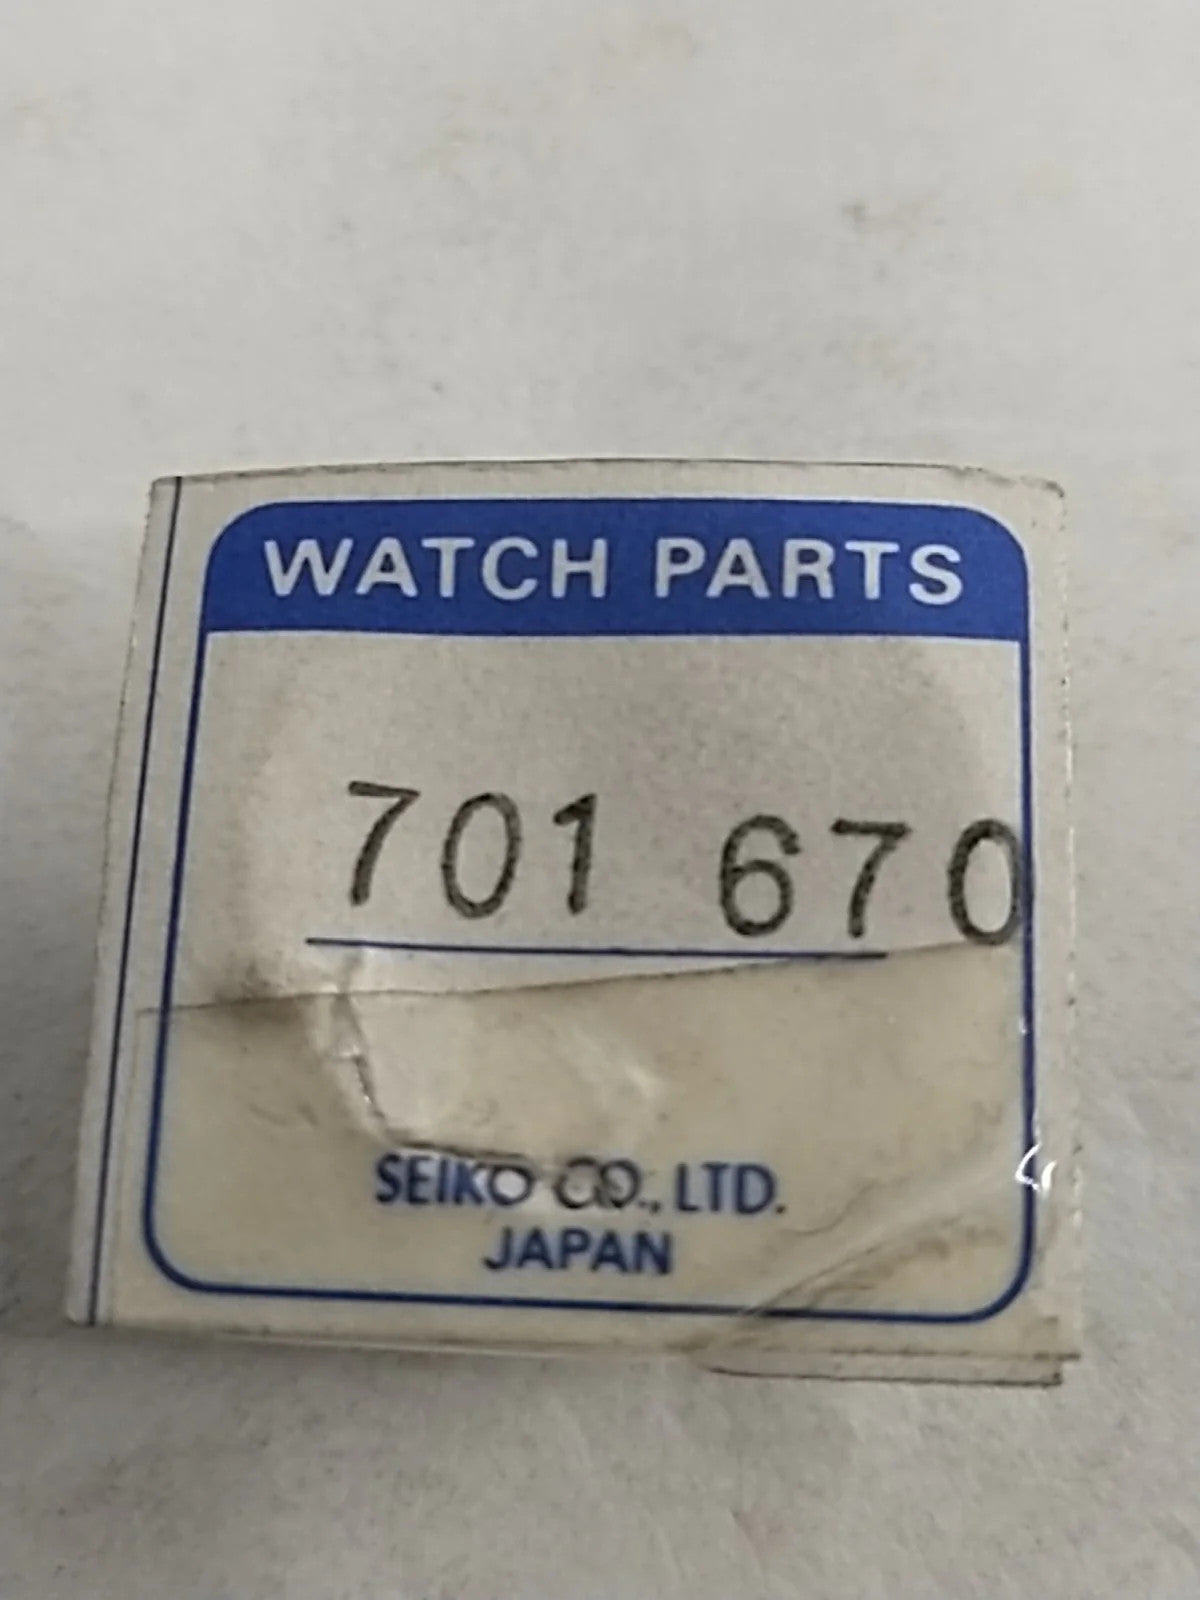 WATCH PARTS
701 670
SEIKO CO., LTD.
JAPAN